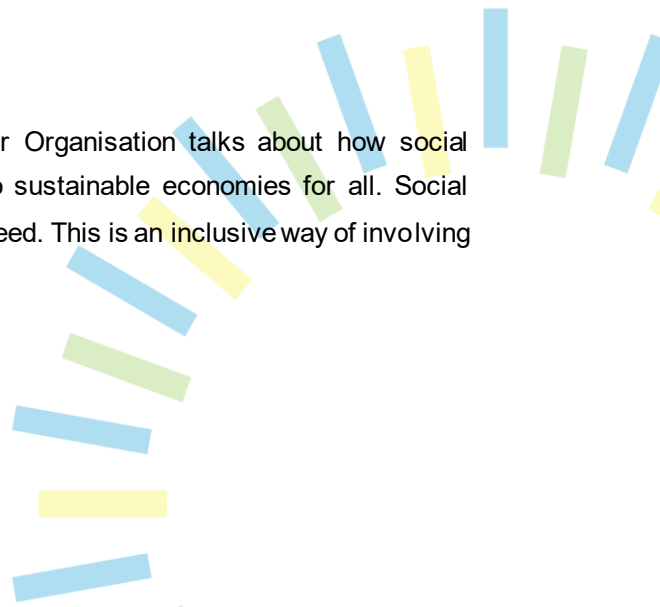 r Organisation talks about how social
sustainable economies for all. Social
eed. This is an inclusive way of involving